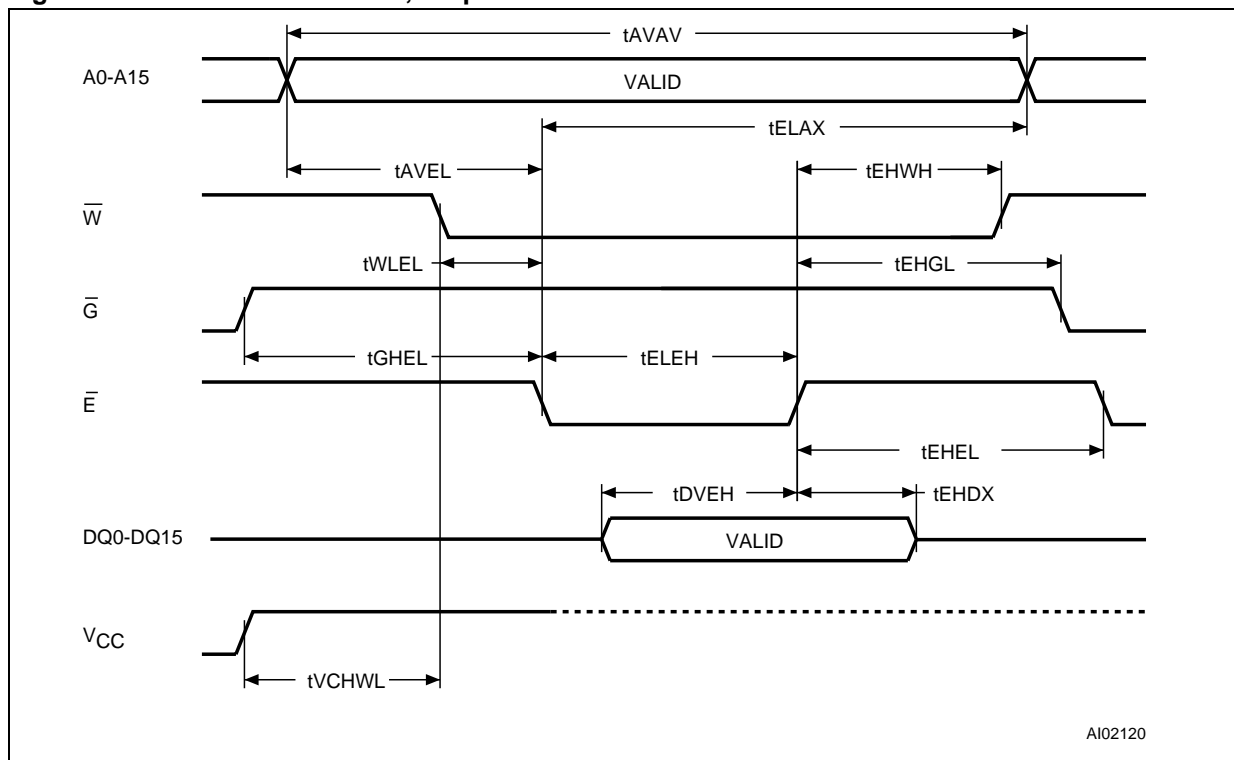 tAVAV
A0-A15
VALID
tELAX
tAVEL
tEHWH
W
tWLEL
tEHGL
G
tGHEL
tELEH
E
tEHEL
tDVEH
tEHDX
DQ0-DQ15
VALID
VCC
tVCHWL
AI02120